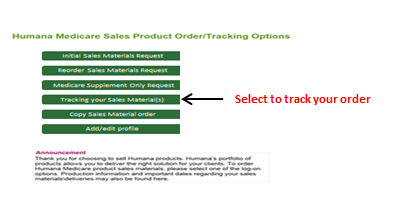 Humana Medicare Sales Product Order/Tracking Options
Initial Sales Materials Request
Reorder Sales Materials Request
Medicare Supplement Only Request
Tracking your Sales Material(s)
Select to track your order
Copy Sales Material order
Add/edit profile
Announcement
Thank you for choosing to sell Humana products. Humana's portfolio of
products allows you to deliver the right solution for your clients. To order
Humana Medicare product sales materials, please select one of the log-on
options. Production information and important dates regarding your sales
materials/deliveries may also be found here.